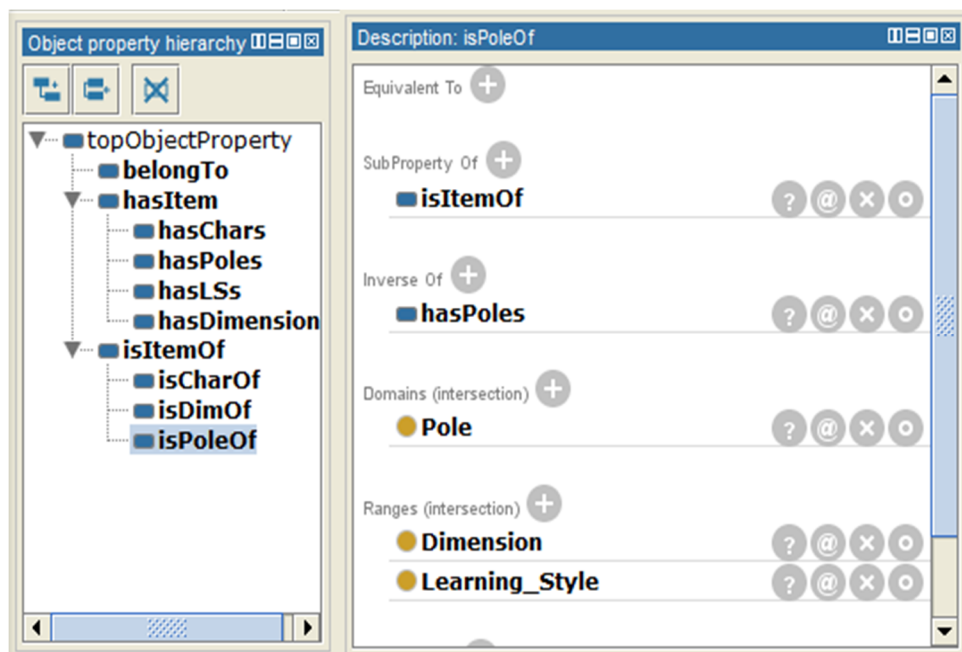 Object property hierarchy
topObjectProperty
belongTo
hasItem
hasChars
hasPoles
hasLSs
hasDimension
isItemOf
isCharOf
isDimOf
isPoleOf
Description: isPoleOf
Equivalent To
SubProperty Of
isItemOf
? @
Inverse Of
hasPoles
? @
Domains (intersection)
Pole
? @
Ranges (intersection)
Dimension
? @
Learning_Style
? @